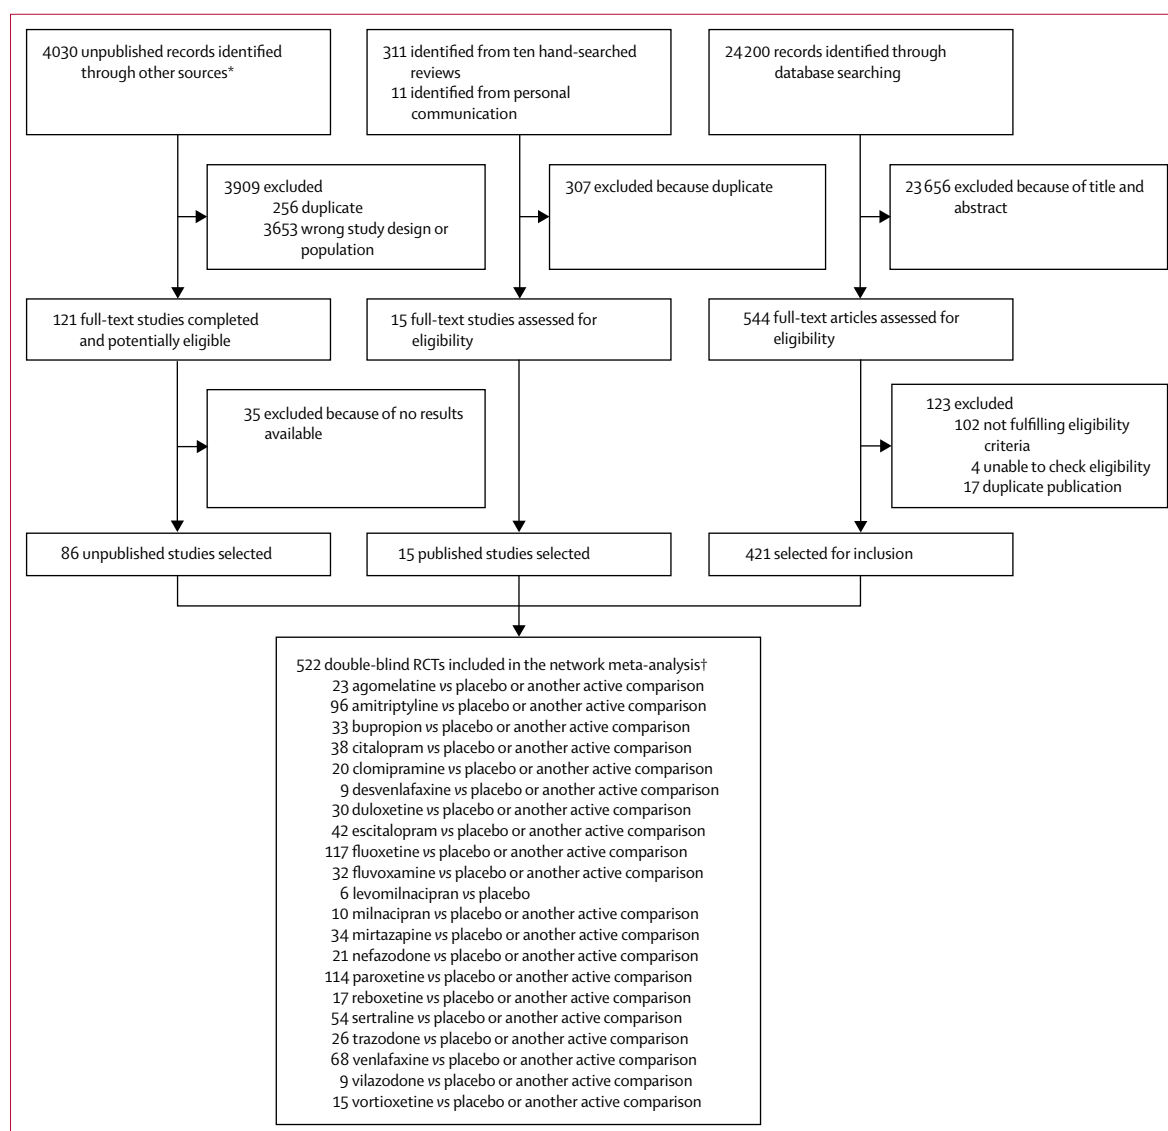 4030 unpublished records identified
through other sources*
311 identified from ten hand-searched
reviews
11 identified from personal
communication
24 200 records identified through
database searching
3909 excluded
256 duplicate
3653 wrong study design or
population
307 excluded because duplicate
23 656 excluded because of title and
abstract
121 full-text studies completed
and potentially eligible
15 full-text studies assessed for
eligibility
544 full-text articles assessed for
eligibility
35 excluded because of no results
available
123 excluded
102 not fulfilling eligibility
criteria
4 unable to check eligibility
17 duplicate publication
86 unpublished studies selected
15 published studies selected
421 selected for inclusion
522 double-blind RCTs included in the network meta-analysis†
23 agomelatine vs placebo or another active comparison
96 amitriptyline vs placebo or another active comparison
33 bupropion vs placebo or another active comparison
38 citalopram vs placebo or another active comparison
20 clomipramine vs placebo or another active comparison
9 desvenlafaxine vs placebo or another active comparison
30 duloxetine vs placebo or another active comparison
42 escitalopram vs placebo or another active comparison
117 fluoxetine vs placebo or another active comparison
32 fluvoxamine vs placebo or another active comparison
6 levomilnacipran vs placebo
10 milnacipran vs placebo or another active comparison
34 mirtazapine vs placebo or another active comparison
21 nefazodone vs placebo or another active comparison
114 paroxetine vs placebo or another active comparison
17 reboxetine vs placebo or another active comparison
54 sertraline vs placebo or another active comparison
26 trazodone vs placebo or another active comparison
68 venlafaxine vs placebo or another active comparison
9 vilazodone vs placebo or another active comparison
15 vortioxetine vs placebo or another active comparison